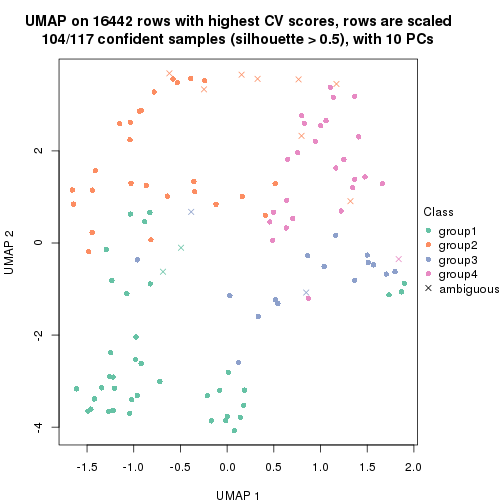 UMAP on 16442 rows with highest CV scores, rows are scaled
104/117 confident samples (silhouette > 0.5), with 10 PCs
2
0
-2
-4
UMAP 2
-1.5 -1.0 -0.5 0.0 0.5 1.0 1.5 2.0
UMAP 1
Class
group1
group2
group3
group4
ambiguous